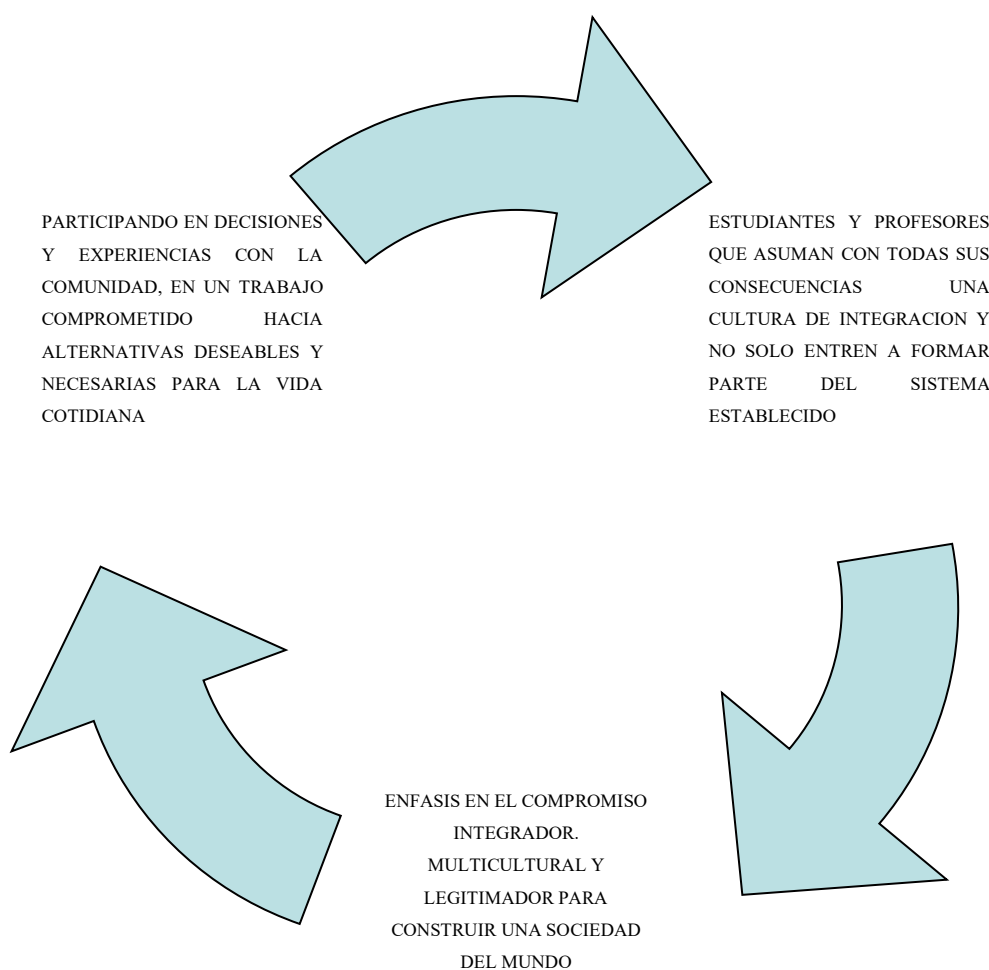 PARTICIPANDO EN DECISIONES
Y EXPERIENCIAS CON LA
COMUNIDAD, EN UN TRABAJO
COMPROMETIDO HACIA
ALTERNATIVAS DESEABLES Y
NECESARIAS PARA LA VIDA
COTIDIANA
ESTUDIANTES Y PROFESORES
QUE ASUMAN CON TODAS SUS
CONSECUENCIAS UNA
CULTURA DE INTEGRACION Y
NO SOLO ENTREN A FORMAR
PARTE DEL SISTEMA
ESTABLECIDO
ENFASIS EN EL COMPROMISO
INTEGRADOR.
MULTICULTURAL Y
LEGITIMADOR PARA
CONSTRUIR UNA SOCIEDAD
DEL MUNDO